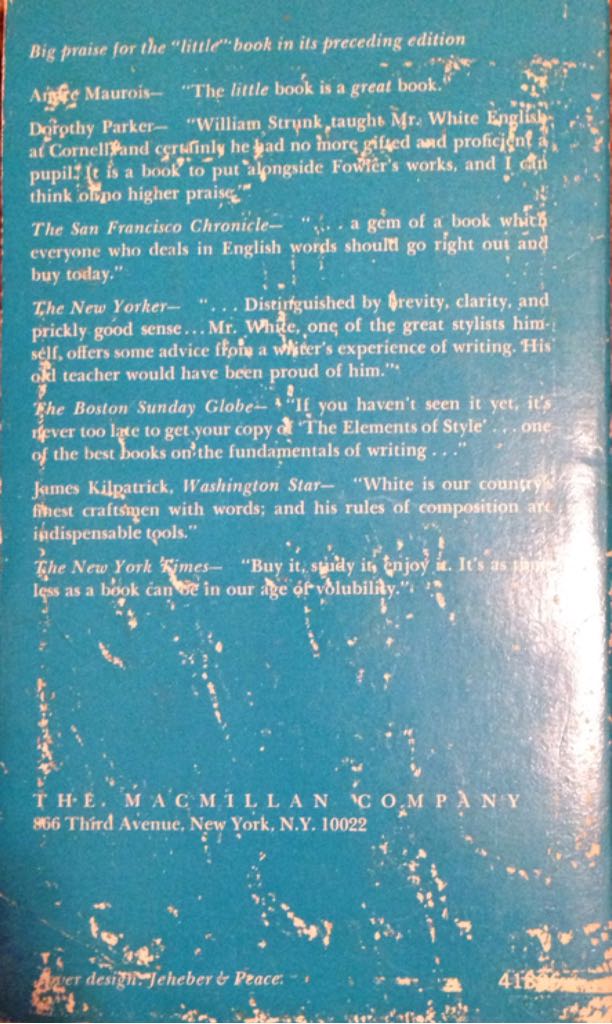 Big praise for the "little" book in its preceding edition
André Maurois— "The little book is a great book."
Dorothy Parker— "William Strunk taught Mr. White English
at Cornell and certainly he had no more gifted and proficient a
pupil. It is a book to put alongside Fowler's works, and I can
think of no higher praise."
The San Francisco Chronicle— ". . . a gem of a book which
everyone who deals in English words should go right out and
buy today."
The New Yorker— ". . . Distinguished by brevity, clarity, and
prickly good sense . . . Mr. White, one of the great stylists him-
self, offers some advice from a writer's experience of writing. His
old teacher would have been proud of him."
The Boston Sunday Globe— "If you haven't seen it yet, it's
never too late to get your copy of 'The Elements of Style' . . . one
of the best books on the fundamentals of writing . . ."
James Kilpatrick, Washington Star— "White is our country's
finest craftsmen with words; and his rules of composition are
indispensable tools."
The New York Times— "Buy it, study it, enjoy it. It's as time-
less as a book can be in our age of volubility."
THE MACMILLAN COMPANY
866 Third Avenue, New York, N.Y. 10022
Cover design: Jeheber & Peace